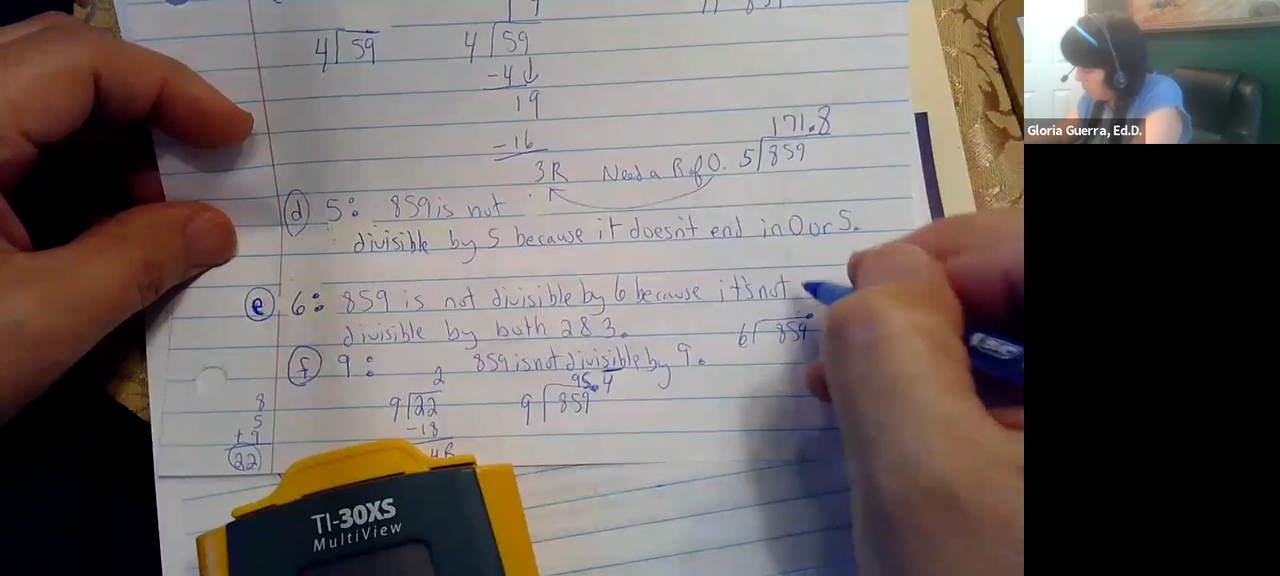 4 59
4 59
-4
19
-16
3R Need a R of 0.
171.8
5 859
d 5: 859 is not
divisible by 5 because it doesn't end in 0 or 5.
e 6: 859 is not divisible by 6 because it's not
divisible by both 2 & 3.
6 859
f 9: 859 is not divisible by 9.
8
5
+9
22
2
9 22
-18
4R
95.4
9 859
TI-30XS
MultiView
Gloria Guerra, Ed.D.